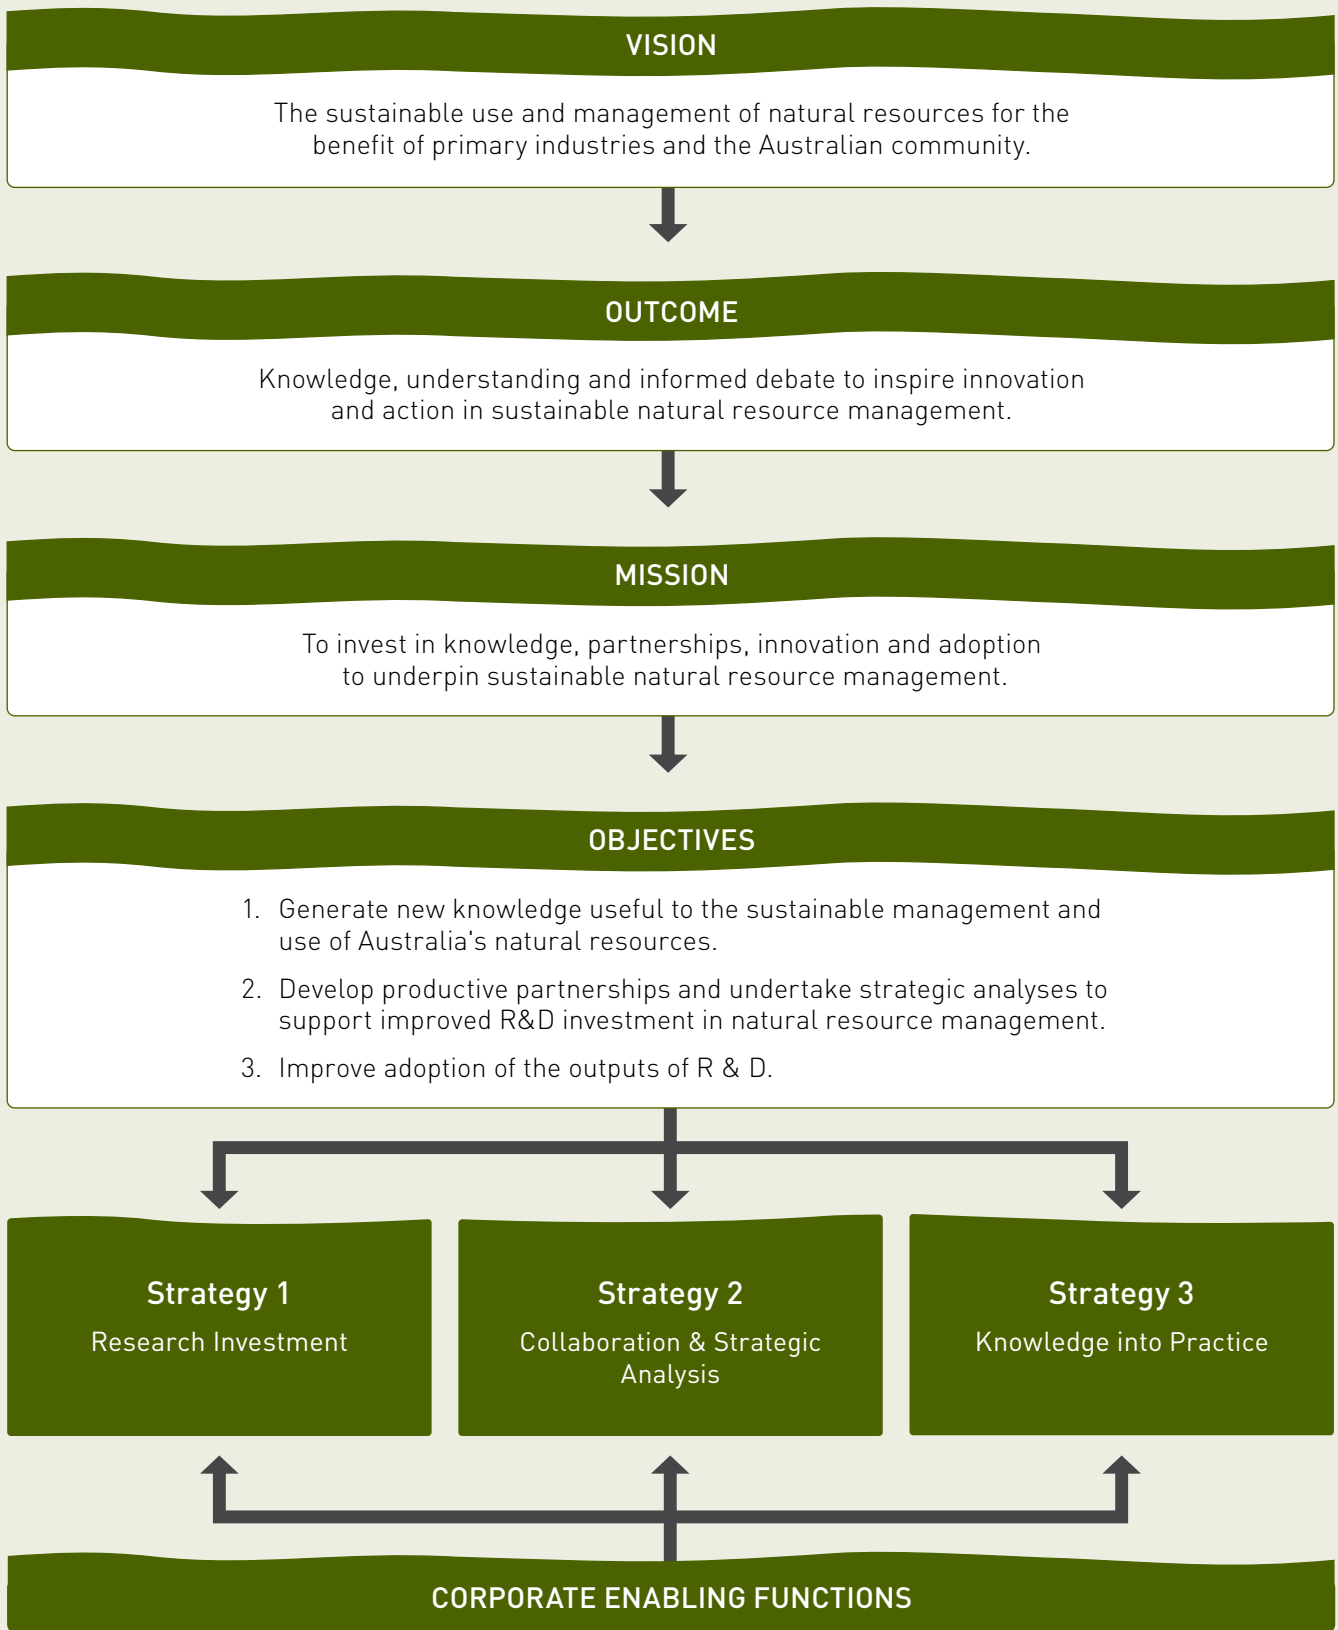 VISION
The sustainable use and management of natural resources for the
benefit of primary industries and the Australian community.
OUTCOME
Knowledge, understanding and informed debate to inspire innovation
and action in sustainable natural resource management.
MISSION
To invest in knowledge, partnerships, innovation and adoption
to underpin sustainable natural resource management.
OBJECTIVES
1. Generate new knowledge useful to the sustainable management and
use of Australia's natural resources.
2. Develop productive partnerships and undertake strategic analyses to
support improved R&D investment in natural resource management.
3. Improve adoption of the outputs of R & D.
Strategy 1
Research Investment
Strategy 2
Collaboration & Strategic
Analysis
Strategy 3
Knowledge into Practice
CORPORATE ENABLING FUNCTIONS